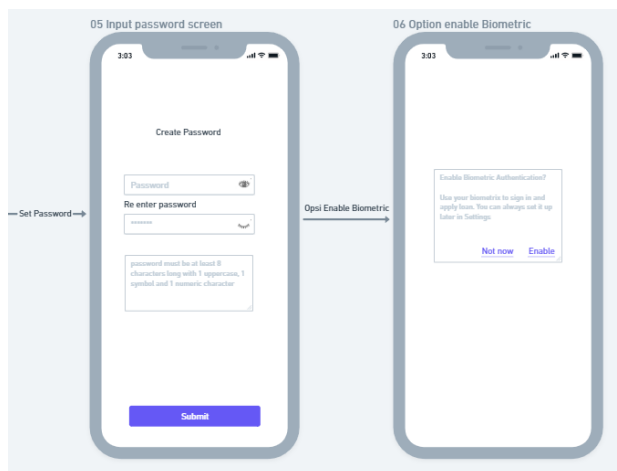 05 Input password screen
3:03
Create Password
Password
Re enter password
*******
password must be at least 8
characters long with 1 uppercase, 1
symbol and 1 numeric character
Submit
Set Password
Opsi Enable Biometric
06 Option enable Biometric
3:03
Enable Biometric Authentication?
Use your biometric to sign in and
apply loan. You can always set it up
later in Settings.
Not now Enable